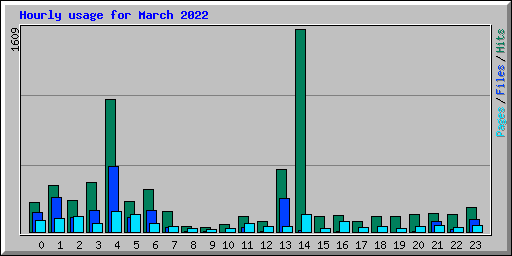 Hourly usage for March 2022
1609
Pages/Files/Hits
0 1 2 3 4 5 6 7 8 9 10 11 12 13 14 15 16 17 18 19 20 21 22 23